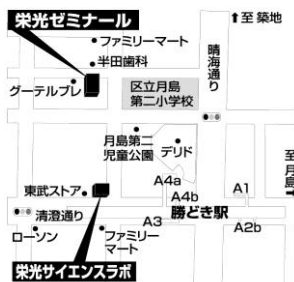 栄光ゼミナール
ファミリーマート
半田歯科
グーテルブレ
区立月島
第二小学校
晴海通り
至 築地
月島第二
児童公園
デリド
至月島
A4a
A4b
A1
東武ストア
勝どき駅
清澄通り
A3
A2b
ローソン
ファミリー
マート
栄光サイエンスラボ